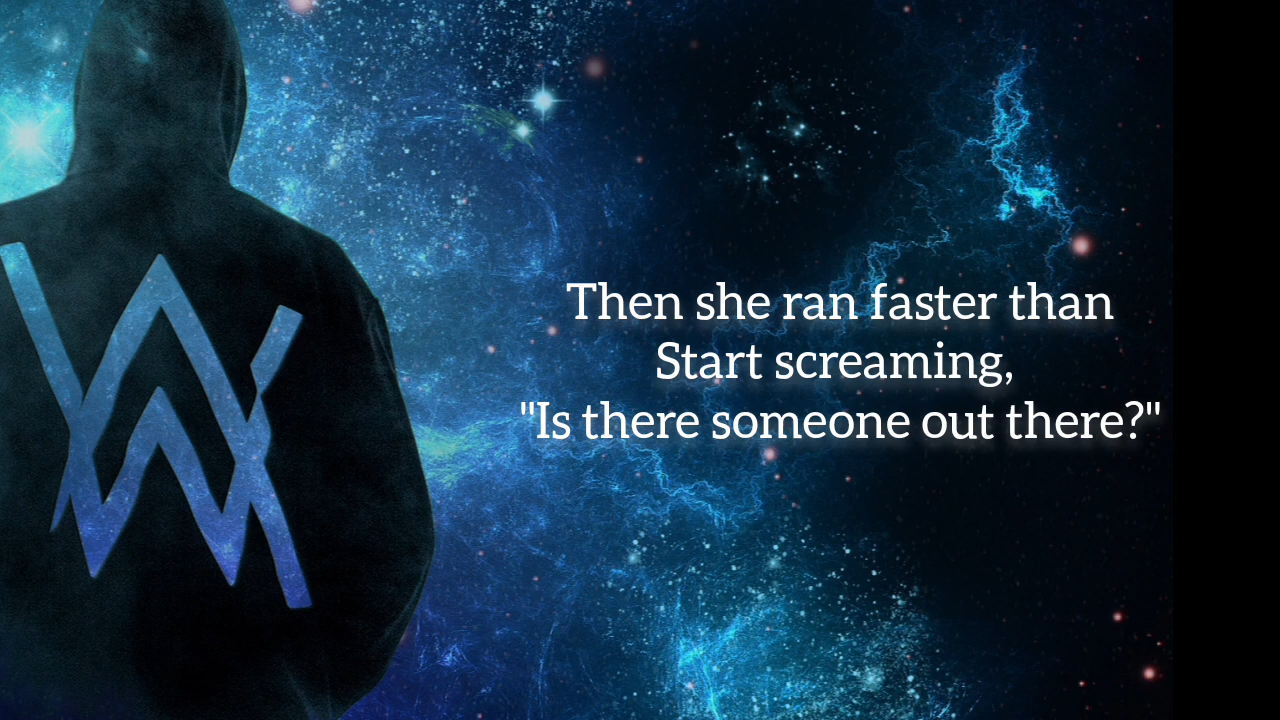 Then she ran faster than
Start screaming,
"Is there someone out there?"